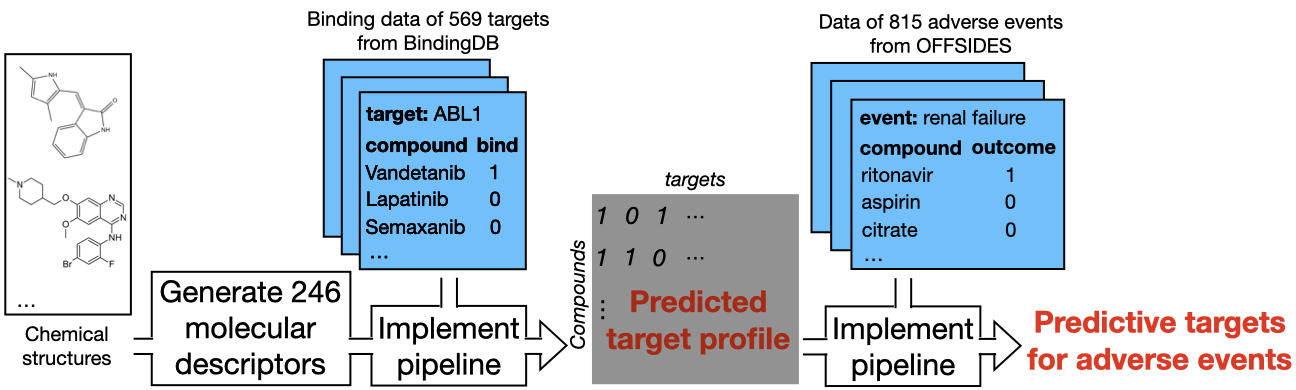 Binding data of 569 targets
from BindingDB
Data of 815 adverse events
from OFFSIDES
NH
O
NH
N
O
N
N
O
NH
Br
F
...
Chemical
structures
Generate 246
molecular
descriptors
target: ABL1
compound bind
Vandetanib 1
Lapatinib 0
Semaxanib 0
...
Implement
pipeline
targets
Compounds
1 0 1 ...
1 1 0 ...
...
Predicted
target profile
event: renal failure
compound outcome
ritonavir 1
aspirin 0
citrate 0
...
Implement
pipeline
Predictive targets
for adverse events